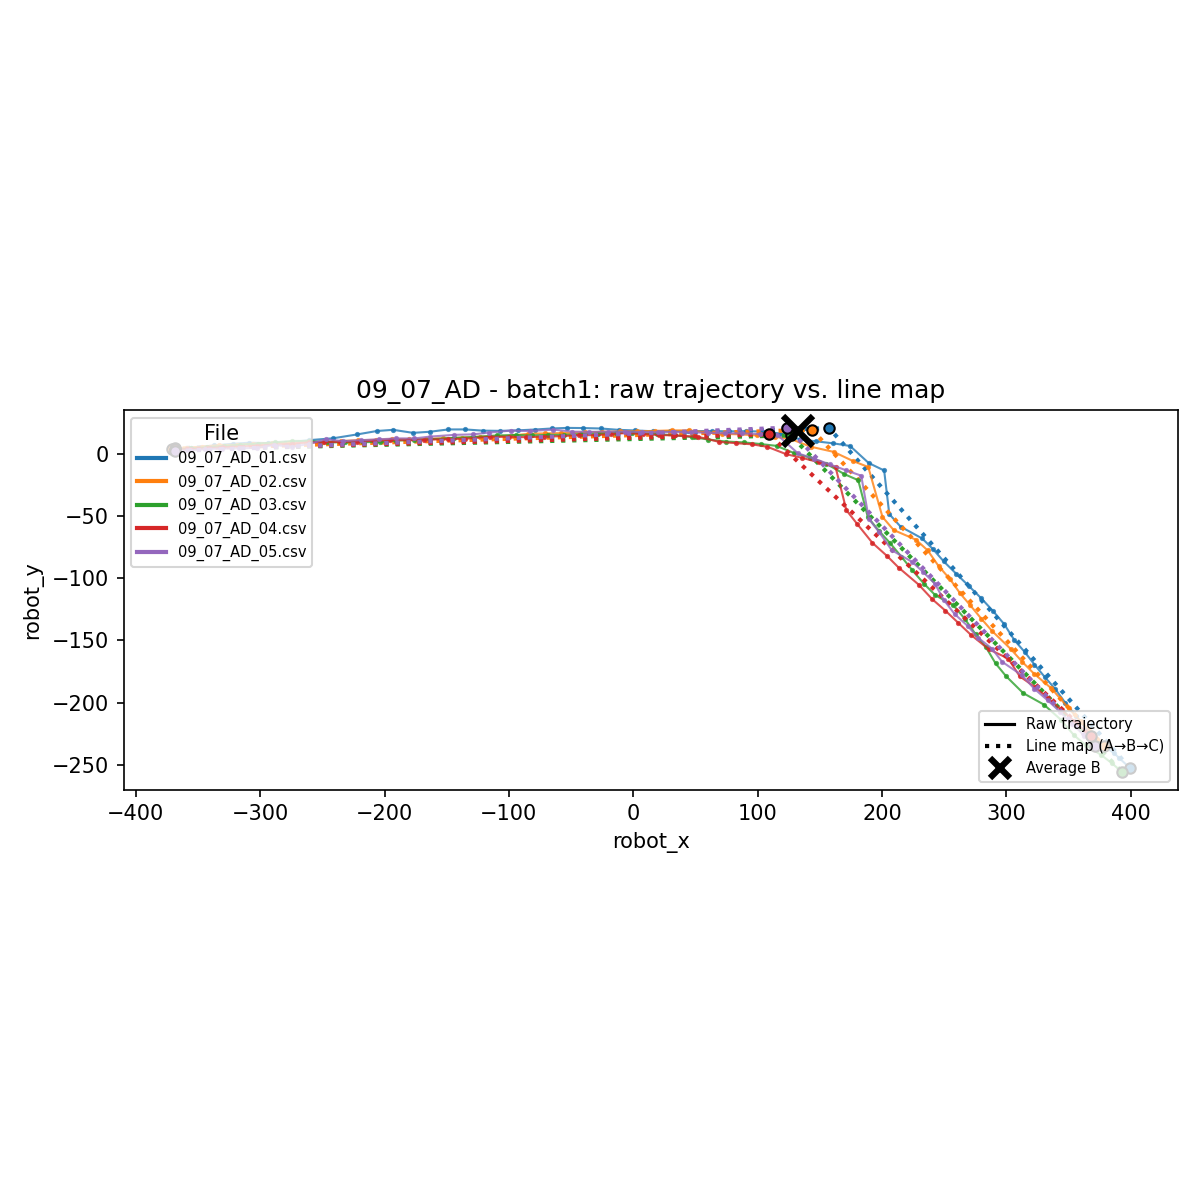 09_07_AD - batch1: raw trajectory vs. line map
File
09_07_AD_01.csv
09_07_AD_02.csv
09_07_AD_03.csv
09_07_AD_04.csv
09_07_AD_05.csv
robot_y
0
−50
−100
−150
−200
−250
Raw trajectory
Line map (A→B→C)
Average B
−400
−300
−200
−100
0
100
200
300
400
robot_x